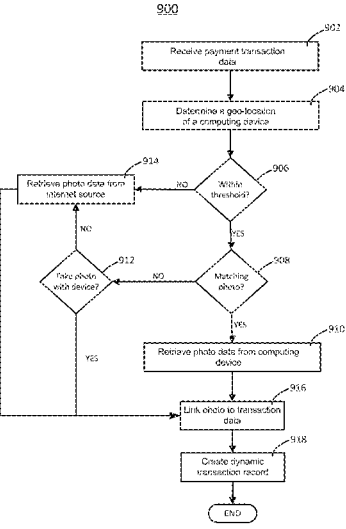 900
902
Receive payment transaction
data
904
Determine a geo-location
of a computing device
914
Retrieve photo data from
internet source
906
Within
threshold?
NO
YES
NO
912
Take photo
with device?
908
Matching
photo?
NO
YES
YES
910
Retrieve photo data from computing
device
916
Link photo to transaction
data
918
Create dynamic
transaction record
END